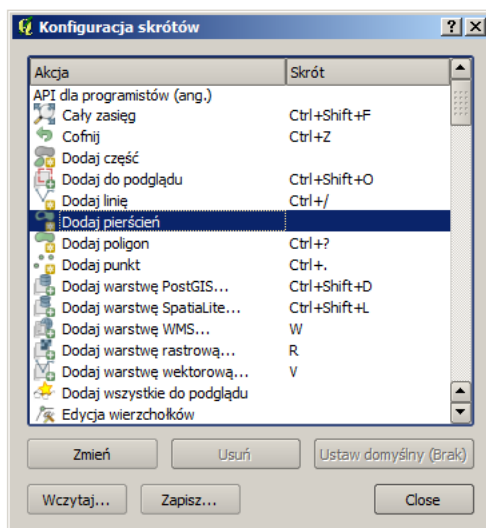 Konfiguracja skrótów
Akcja Skrót
API dla programistów (ang.)
Cały zasięg Ctrl+Shift+F
Cofnij Ctrl+Z
Dodaj część
Dodaj do podglądu Ctrl+Shift+O
Dodaj linię Ctrl+/
Dodaj pierścień
Dodaj poligon Ctrl+?
Dodaj punkt Ctrl+.
Dodaj warstwę PostGIS... Ctrl+Shift+D
Dodaj warstwę SpatiaLite... Ctrl+Shift+L
Dodaj warstwę WMS... W
Dodaj warstwę rastrową... R
Dodaj warstwę wektorową... V
Dodaj wszystkie do podglądu
Edycja wierzchołków
Zmień Usuń Ustaw domyślny (Brak)
Wczytaj... Zapisz... Close